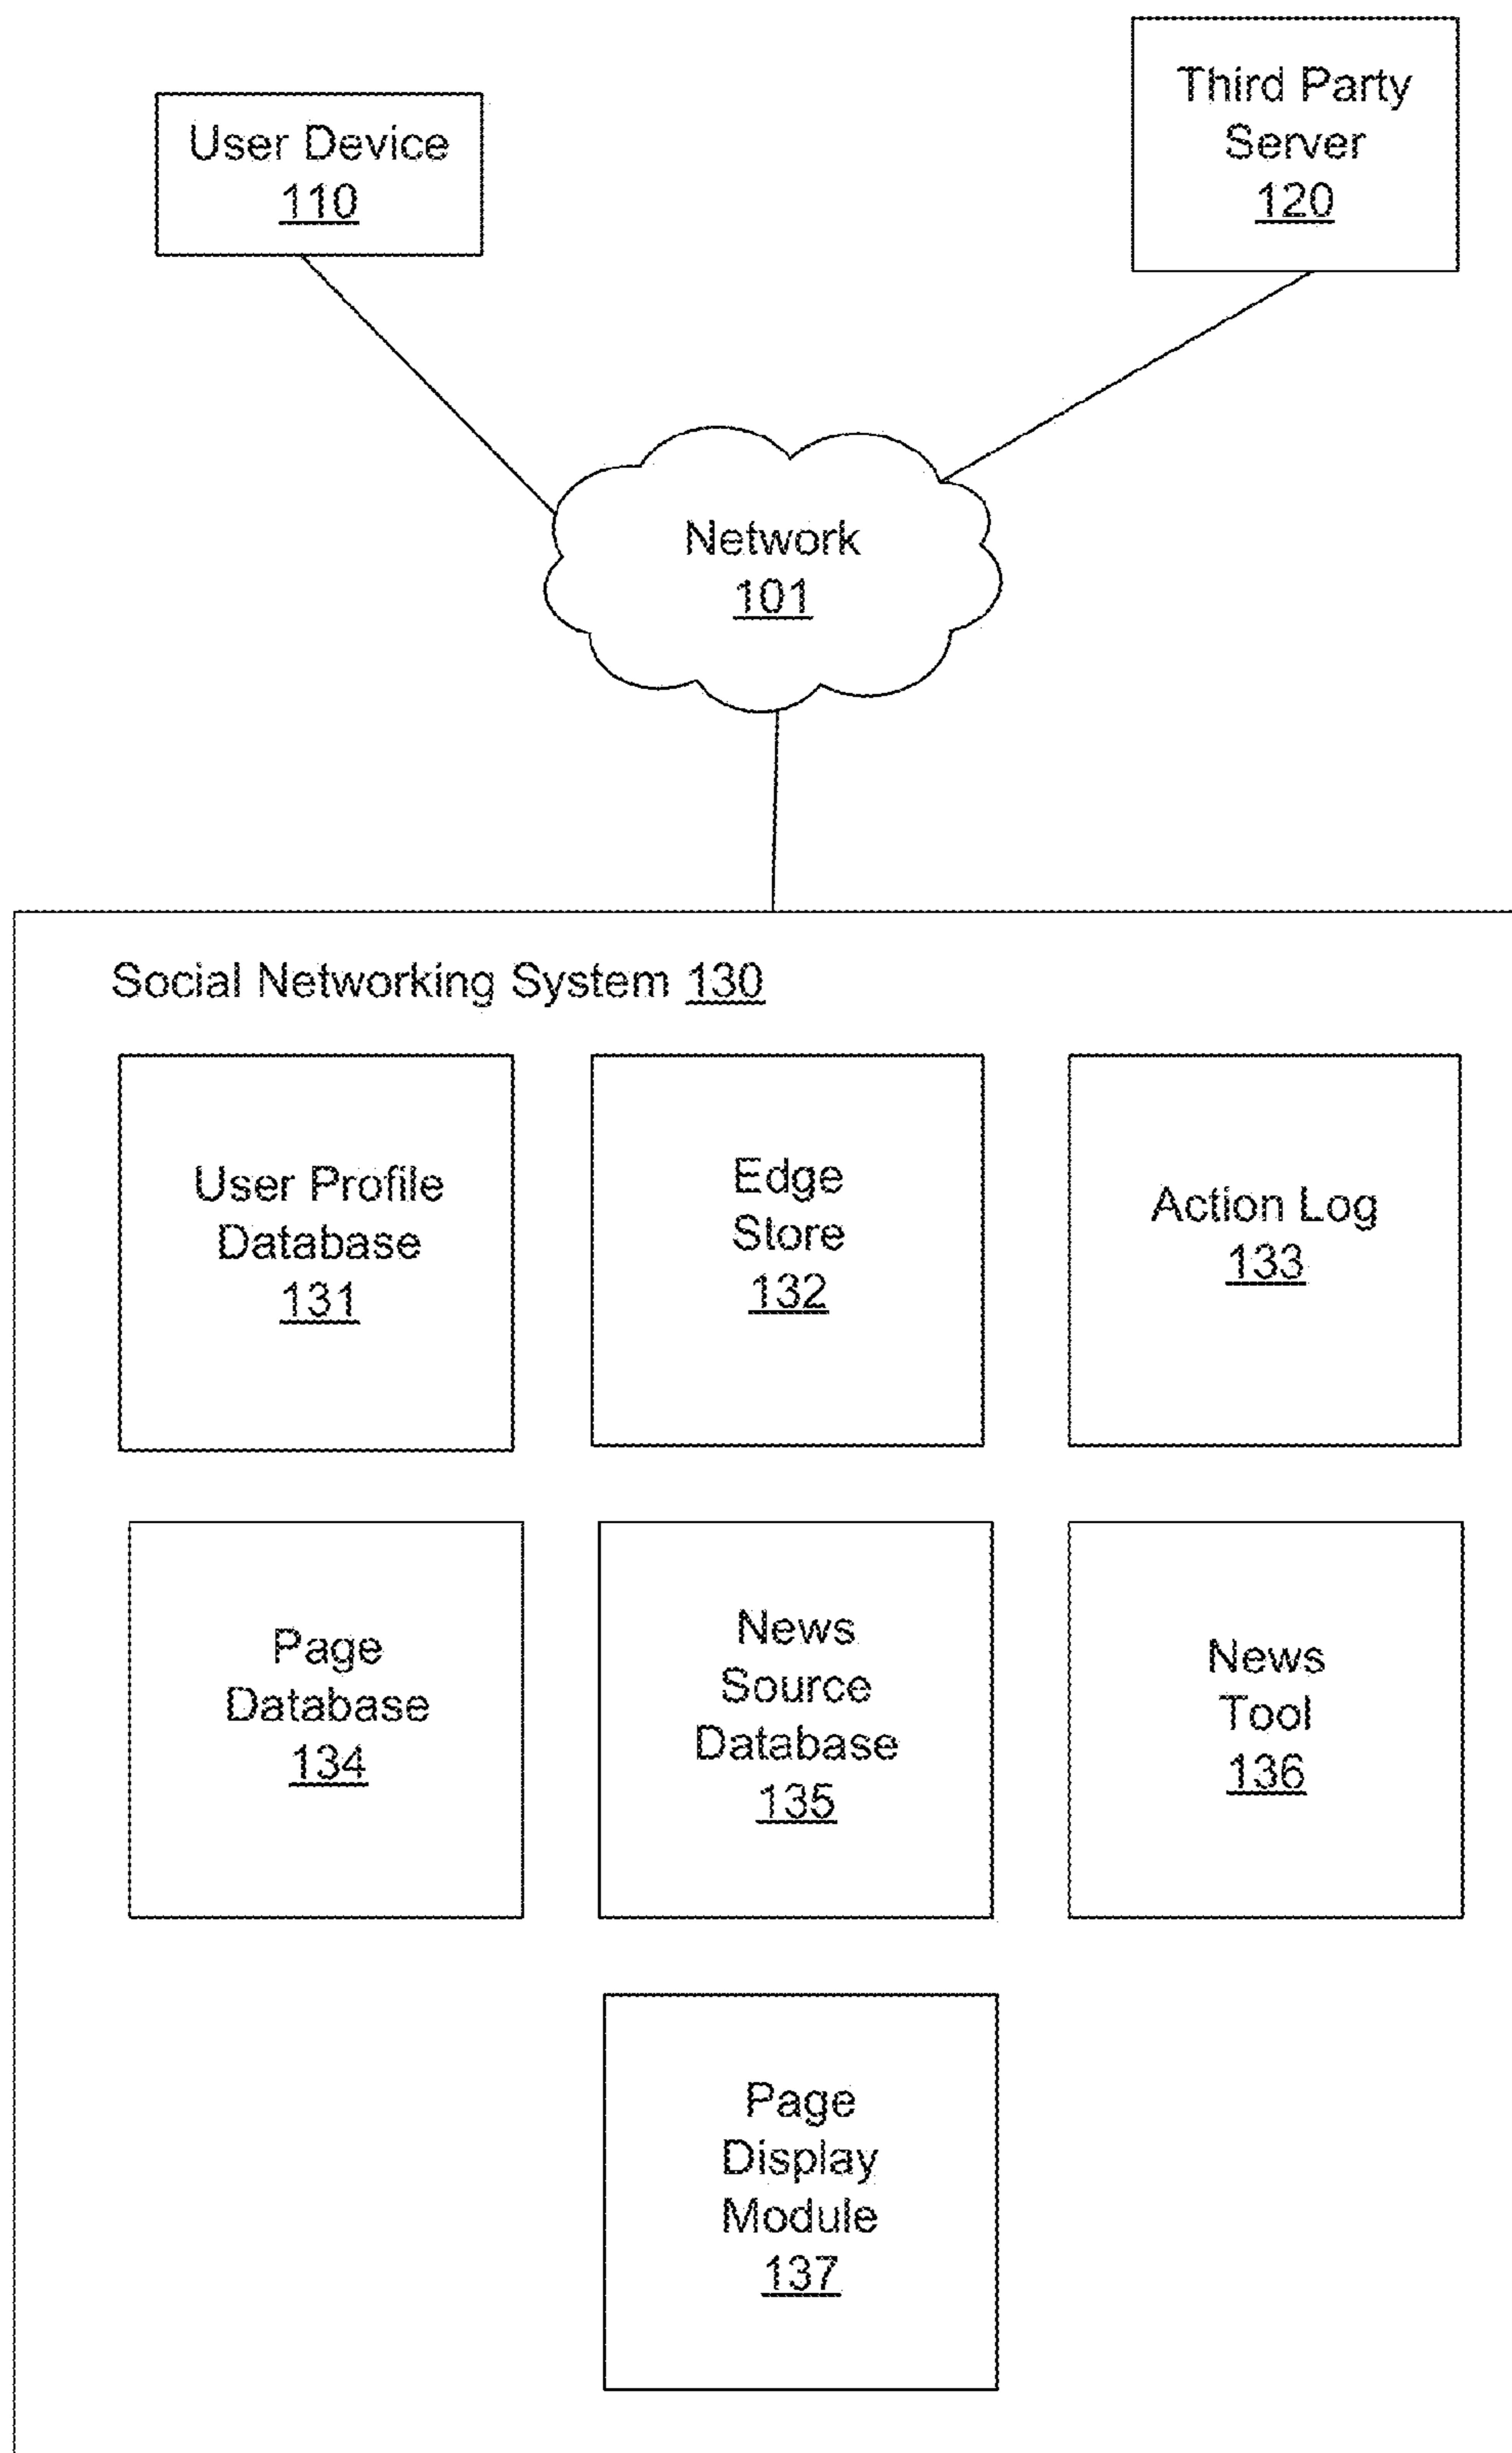 User Device
110
Third Party
Server
120
Network
101
Social Networking System 130
User Profile
Database
131
Edge
Store
132
Action Log
133
Page
Database
134
News
Source
Database
135
News
Tool
136
Page
Display
Module
137